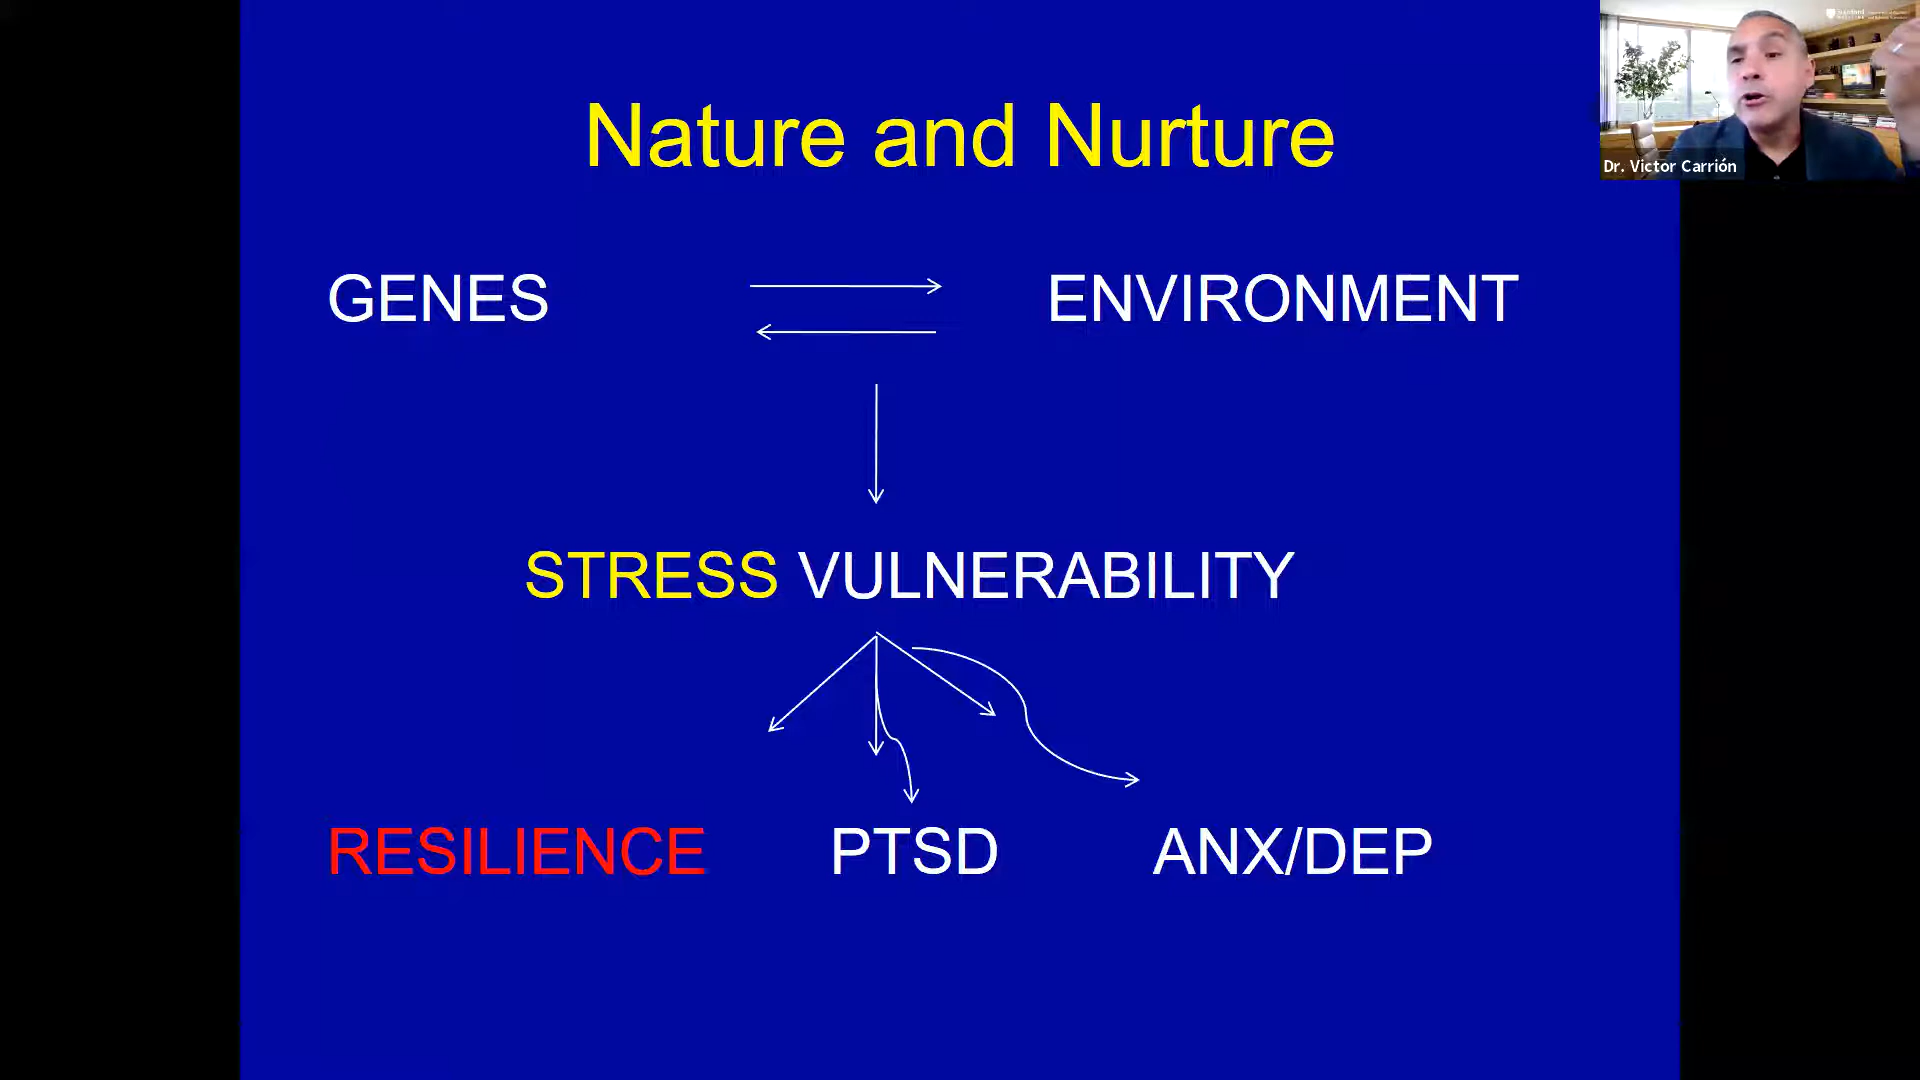 Nature and Nurture
GENES ENVIRONMENT
STRESS VULNERABILITY
RESILIENCE PTSD ANX/DEP
Dr. Victor Carrión